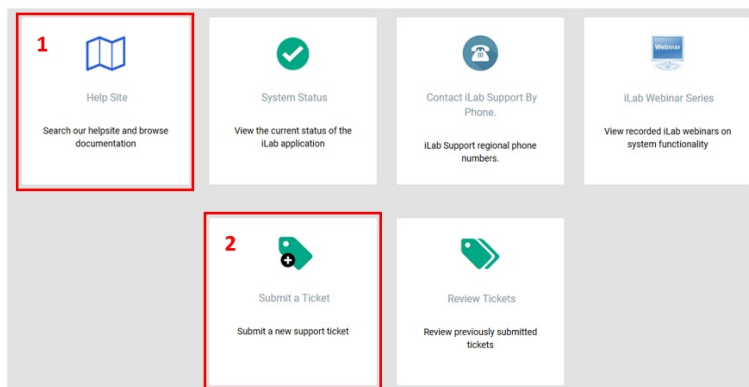 1
Help Site
Search our helpsite and browse
documentation
System Status
View the current status of the
iLab application
Contact iLab Support By
Phone.
iLab Support regional phone
numbers.
Webinar
iLab Webinar Series
View recorded iLab webinars on
system functionality
2
Submit a Ticket
Submit a new support ticket
Review Tickets
Review previously submitted
tickets